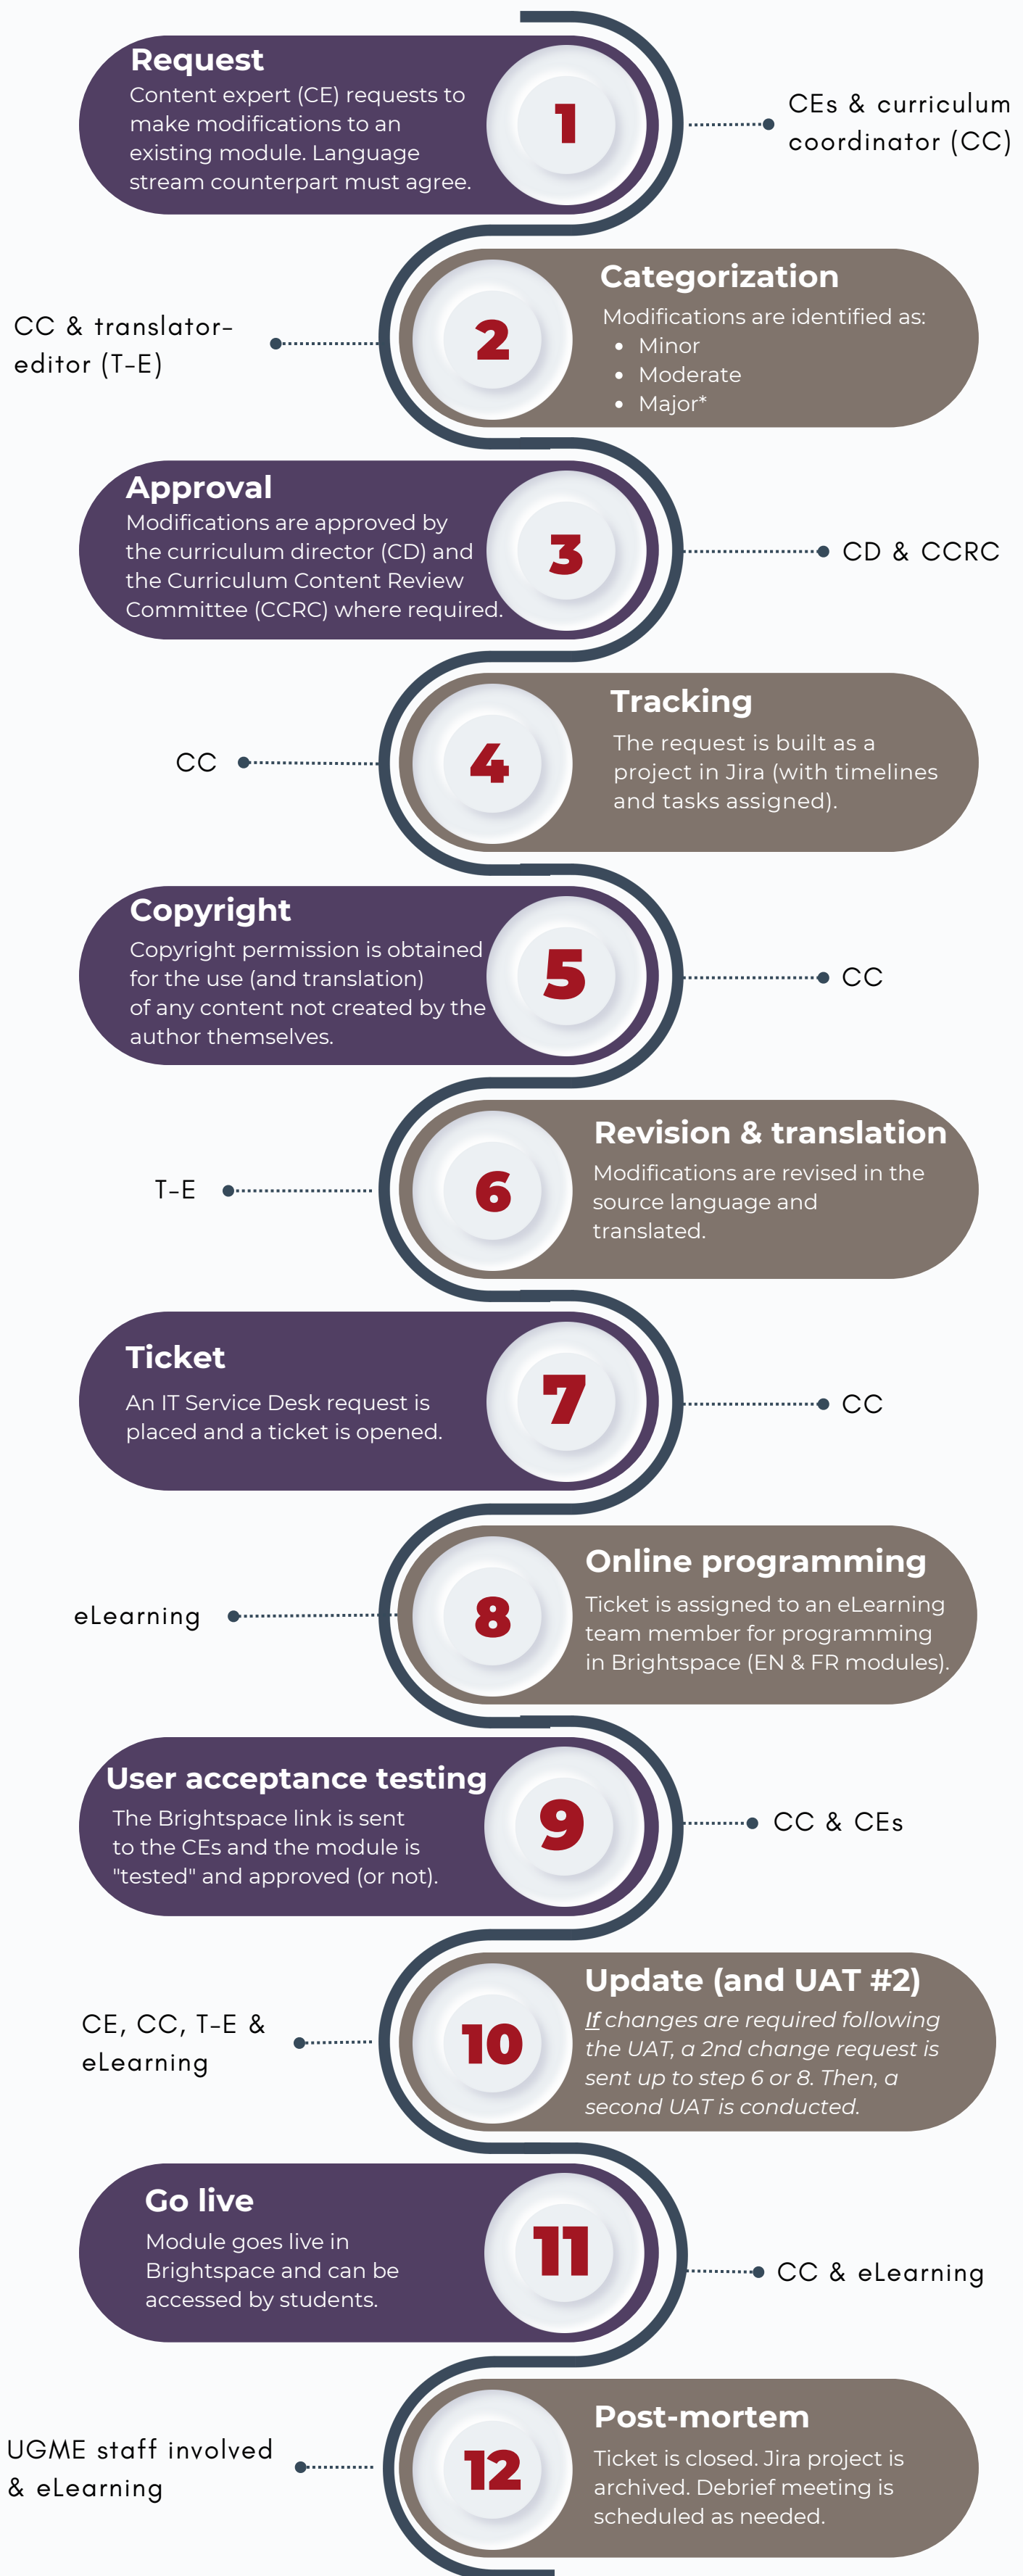 Request
Content expert (CE) requests to
make modifications to an
existing module. Language
stream counterpart must agree.
1
CEs & curriculum
coordinator (CC)
CC & translator-
editor (T-E)
2
Categorization
Modifications are identified as:
• Minor
• Moderate
• Major*
Approval
Modifications are approved by
the curriculum director (CD) and
the Curriculum Content Review
Committee (CCRC) where required.
3
CD & CCRC
CC
4
Tracking
The request is built as a
project in Jira (with timelines
and tasks assigned).
Copyright
Copyright permission is obtained
for the use (and translation)
of any content not created by the
author themselves.
5
CC
T-E
6
Revision & translation
Modifications are revised in the
source language and
translated.
Ticket
An IT Service Desk request is
placed and a ticket is opened.
7
CC
eLearning
8
Online programming
Ticket is assigned to an eLearning
team member for programming
in Brightspace (EN & FR modules).
User acceptance testing
The Brightspace link is sent
to the CEs and the module is
"tested" and approved (or not).
9
CC & CEs
CE, CC, T-E &
eLearning
10
Update (and UAT #2)
If changes are required following
the UAT, a 2nd change request is
sent up to step 6 or 8. Then, a
second UAT is conducted.
Go live
Module goes live in
Brightspace and can be
accessed by students.
11
CC & eLearning
UGME staff involved
& eLearning
12
Post-mortem
Ticket is closed. Jira project is
archived. Debrief meeting is
scheduled as needed.